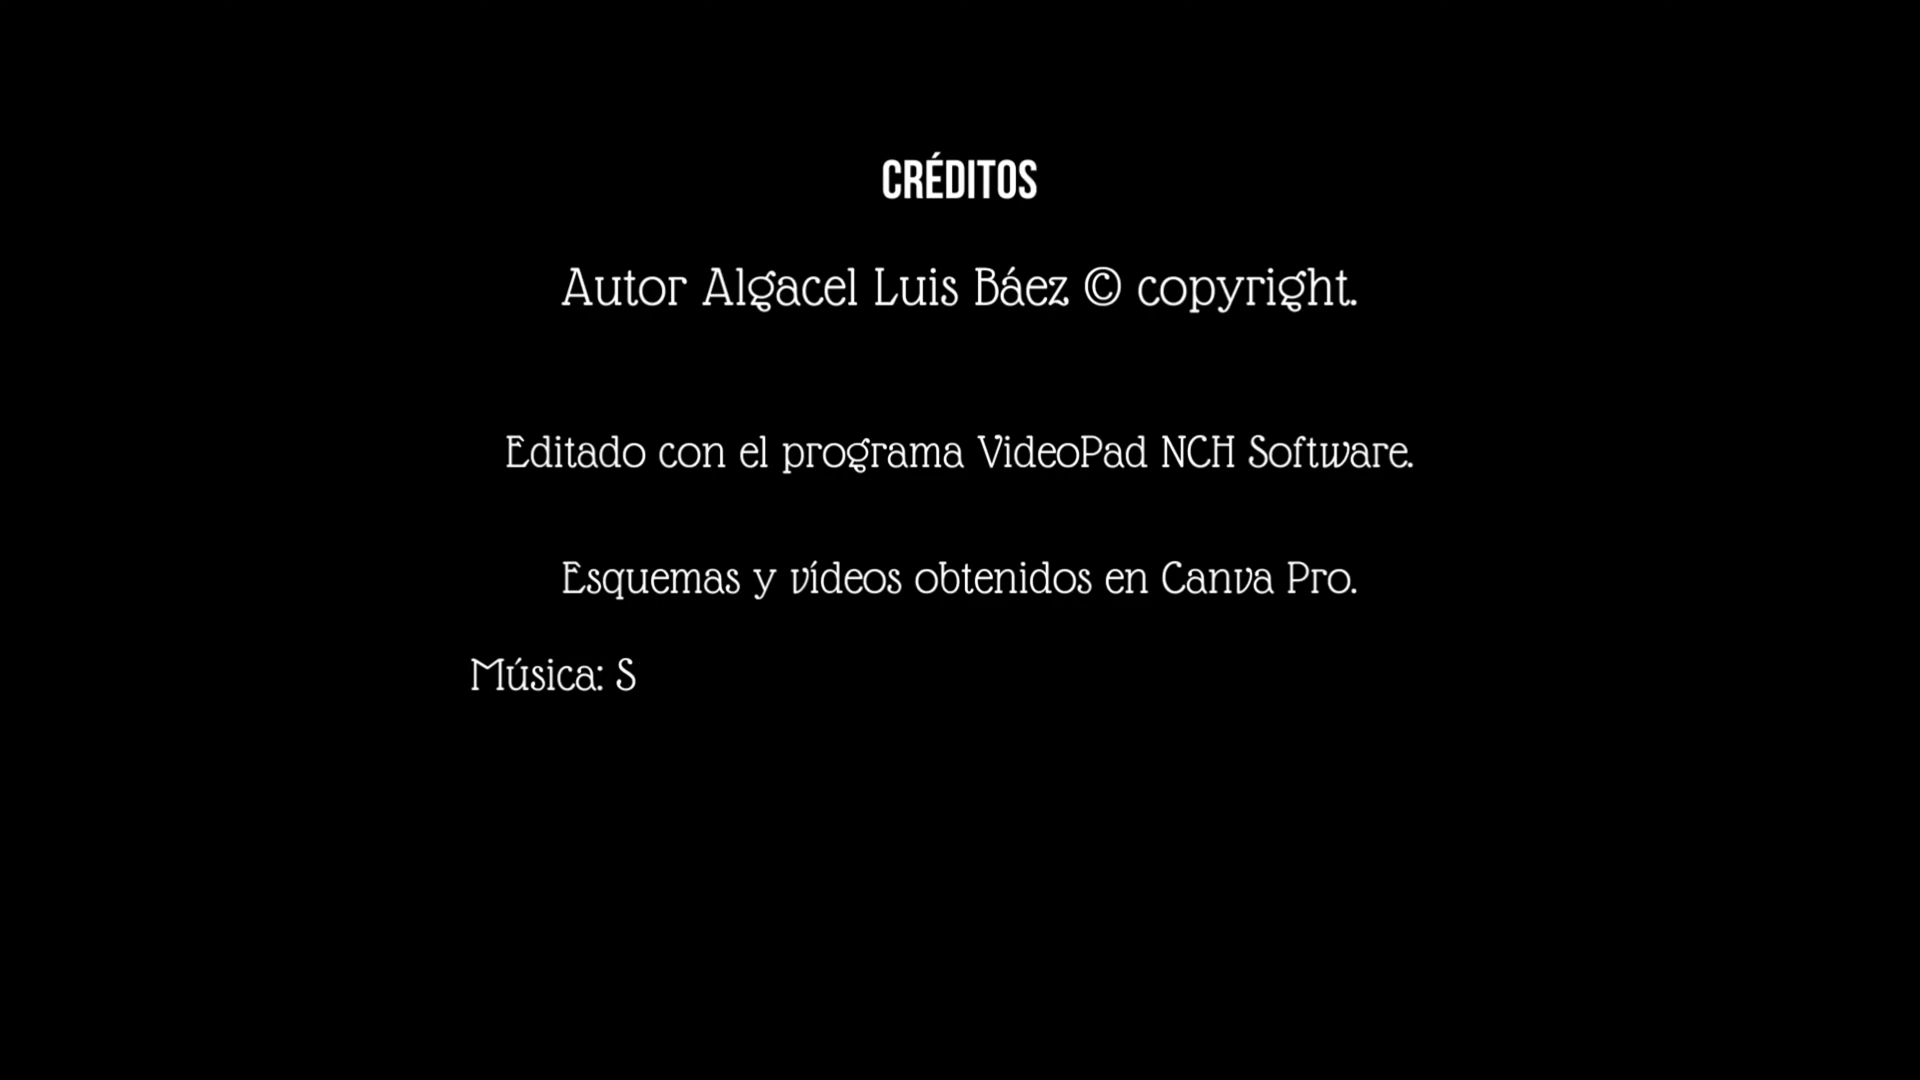 CRÉDITOS
Autor Algacel Luis Báez © copyright.
Editado con el programa VideoPad NCH Software.
Esquemas y vídeos obtenidos en Canva Pro.
Música: S